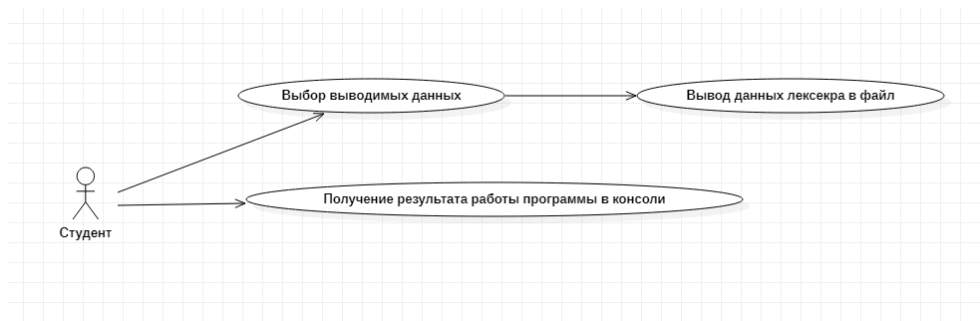 Выбор выводимых данных
Вывод данных лексекра в файл
Получение результата работы программы в консоли
Студент